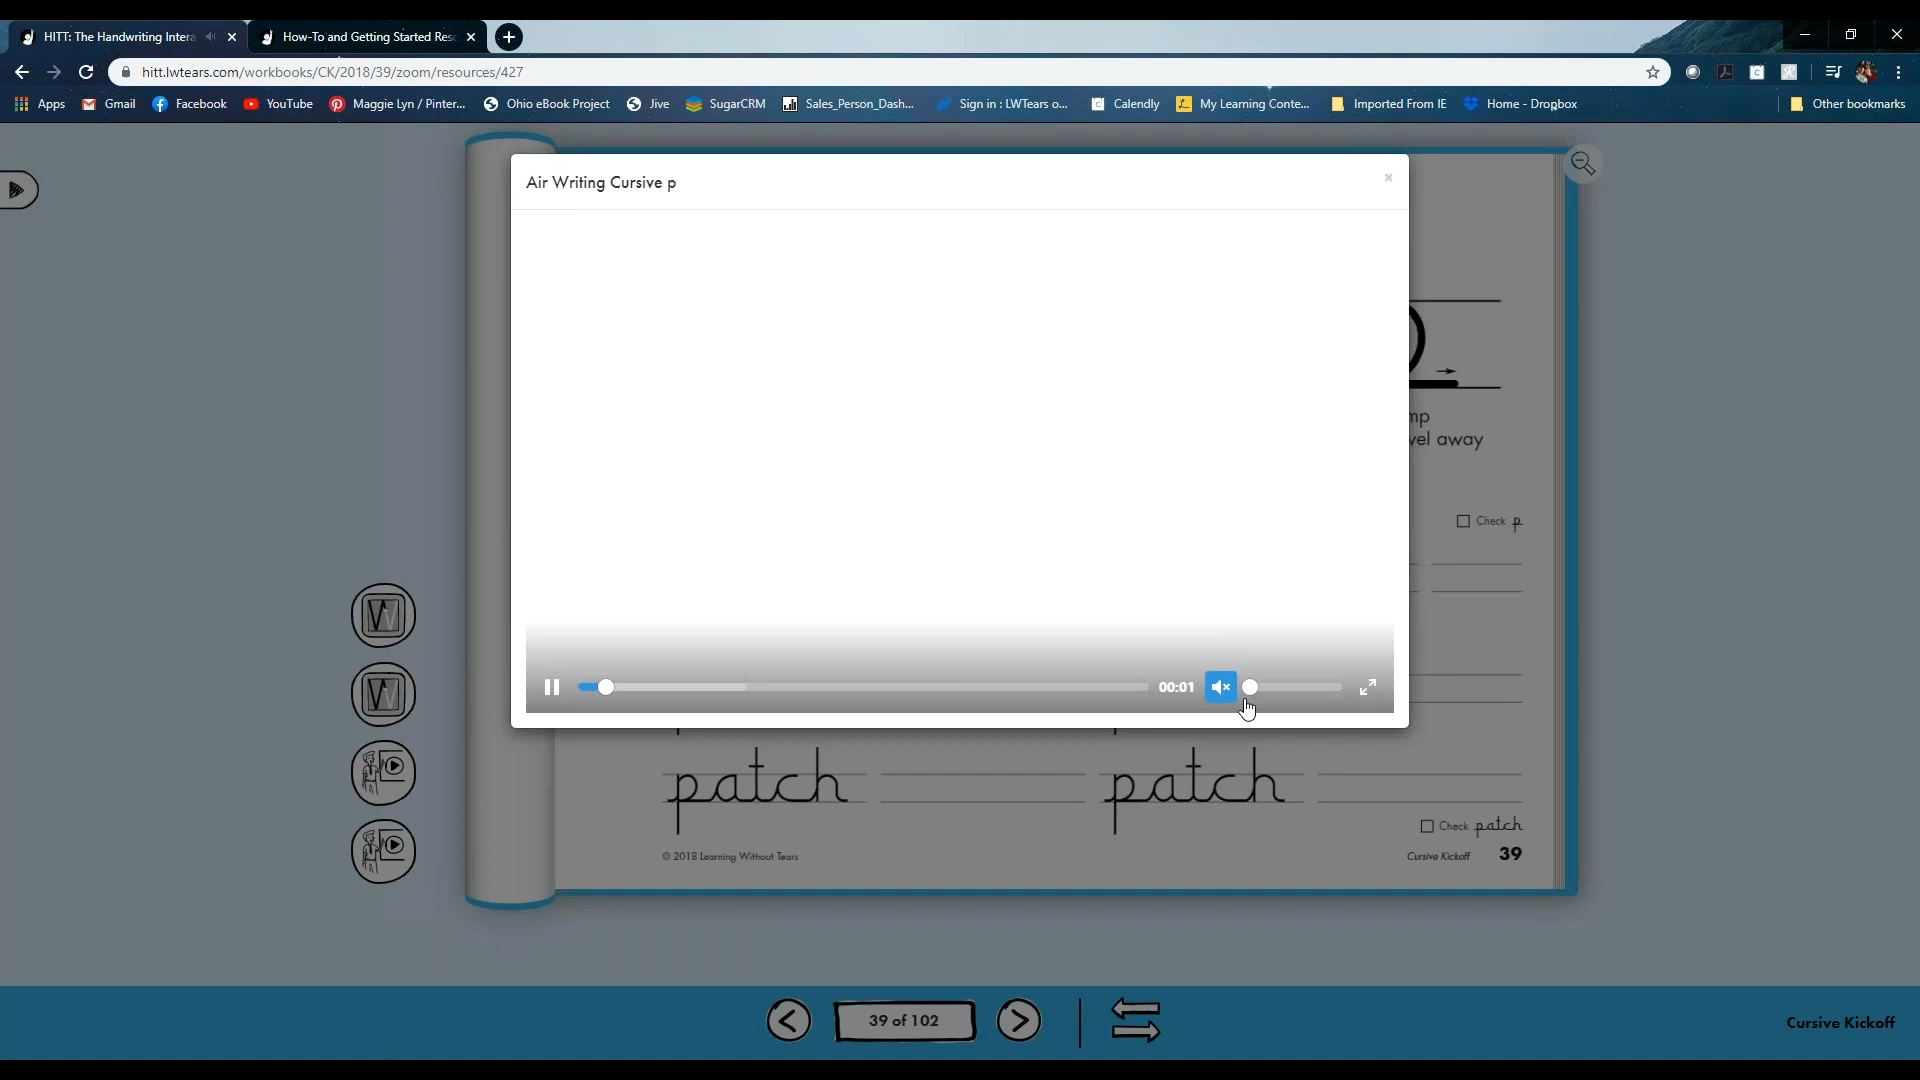 HITT: The Handwriting Intera
How-To and Getting Started Res
hitt.lwtears.com/workbooks/CK/2018/39/zoom/resources/427
Apps Gmail Facebook YouTube Maggie Lyn / Pinter... Ohio eBook Project Jive SugarCRM Sales_Person_Dash... Sign in : LWTears o... Calendly My Learning Conte... Imported From IE Home - Dropbox Other bookmarks
Air Writing Cursive p
×
mp
vel away
Check p
00:01
patch patch
Check patch
© 2018 Learning Without Tears
Cursive Kickoff 39
39 of 102
Cursive Kickoff